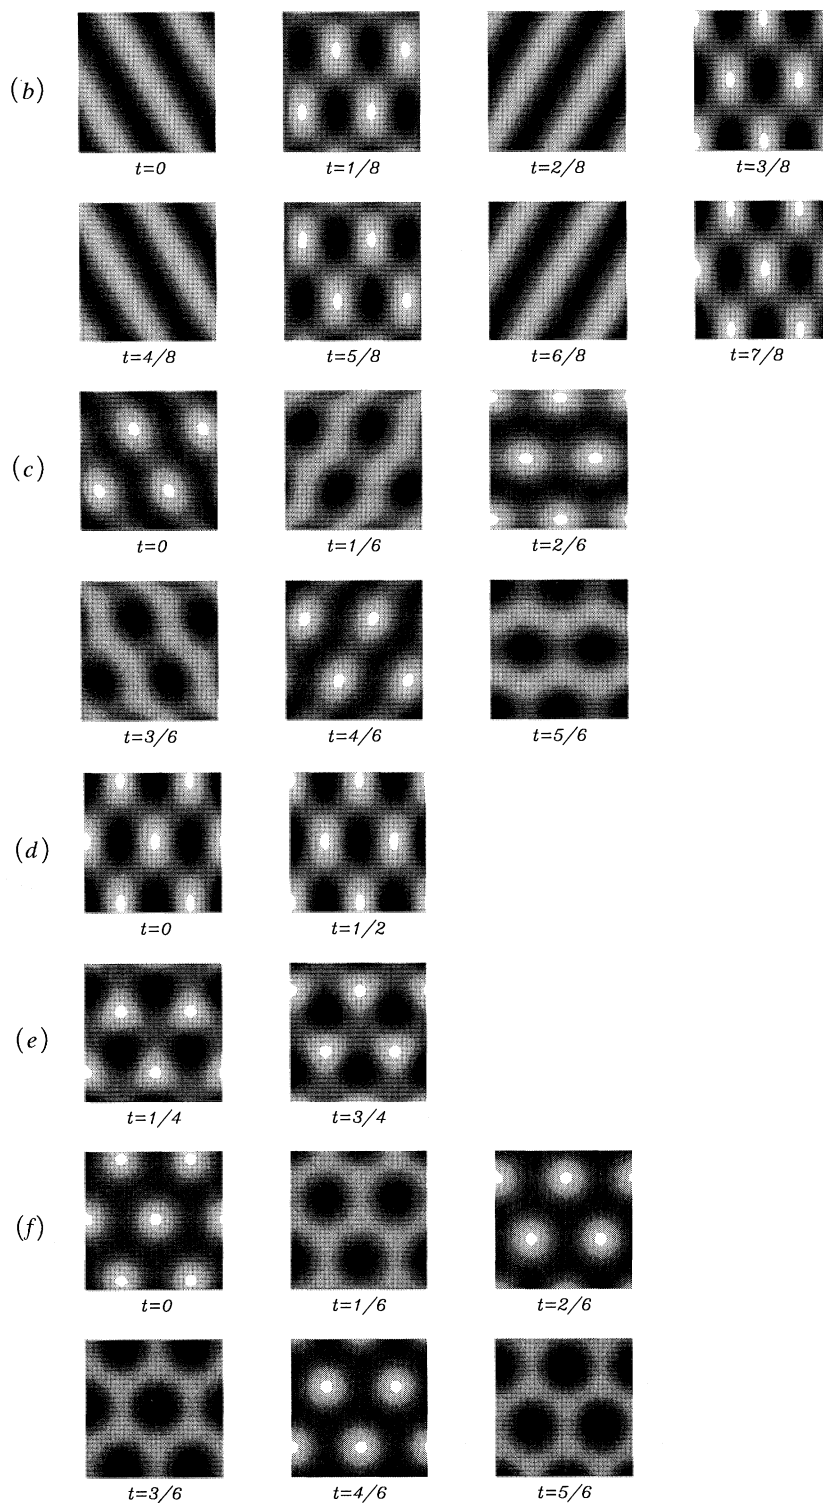 (b)
t=0 t=1/8 t=2/8 t=3/8
t=4/8 t=5/8 t=6/8 t=7/8
(c)
t=0 t=1/6 t=2/6
t=3/6 t=4/6 t=5/6
(d)
t=0 t=1/2
(e)
t=1/4 t=3/4
(f)
t=0 t=1/6 t=2/6
t=3/6 t=4/6 t=5/6